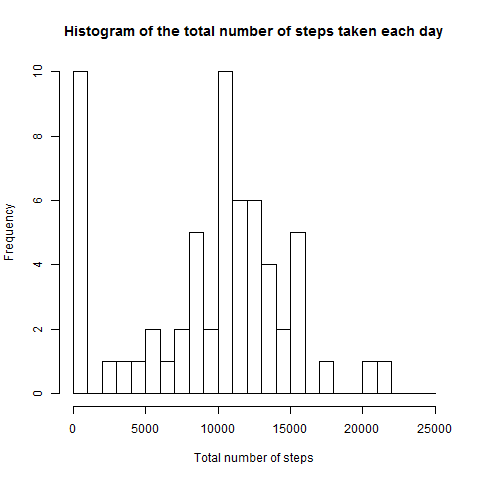 Histogram of the total number of steps taken each day
Frequency
10
8
6
4
2
0
0 5000 10000 15000 20000 25000
Total number of steps